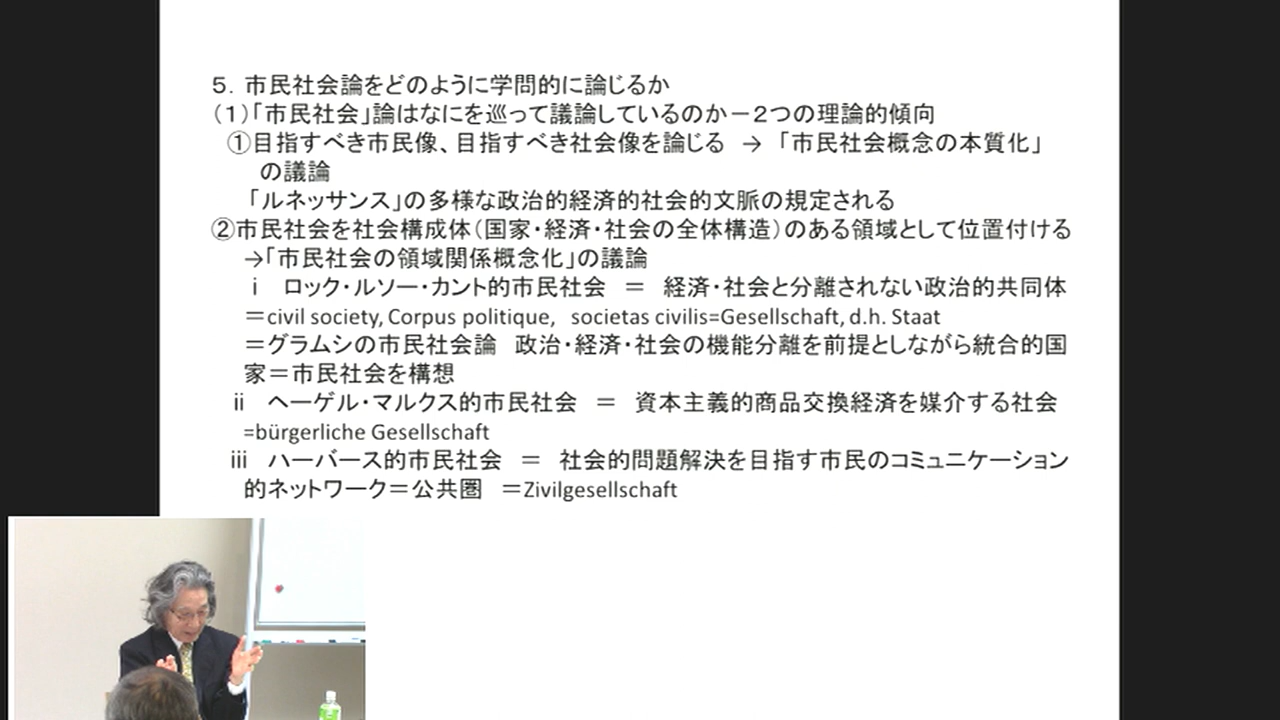 ５．市民社会論をどのように学問的に論じるか
（１）「市民社会」論はなにを巡って議論しているのか－２つの理論的傾向
①目指すべき市民像、目指すべき社会像を論じる → 「市民社会概念の本質化」
の議論
「ルネッサンス」の多様な政治的経済的社会的文脈の規定される
②市民社会を社会構成体（国家・経済・社会の全体構造）のある領域として位置付ける
→「市民社会の領域関係概念化」の議論
ⅰ ロック・ルソー・カント的市民社会 ＝ 経済・社会と分離されない政治的共同体
＝civil society, Corpus politique, societas civilis=Gesellschaft, d.h. Staat
＝グラムシの市民社会論 政治・経済・社会の機能分離を前提としながら統合的国
家＝市民社会を構想
ⅱ ヘーゲル・マルクス的市民社会 ＝ 資本主義的商品交換経済を媒介する社会
=bürgerliche Gesellschaft
ⅲ ハーバース的市民社会 ＝ 社会的問題解決を目指す市民のコミュニケーション
的ネットワーク＝公共圏 ＝Zivilgesellschaft